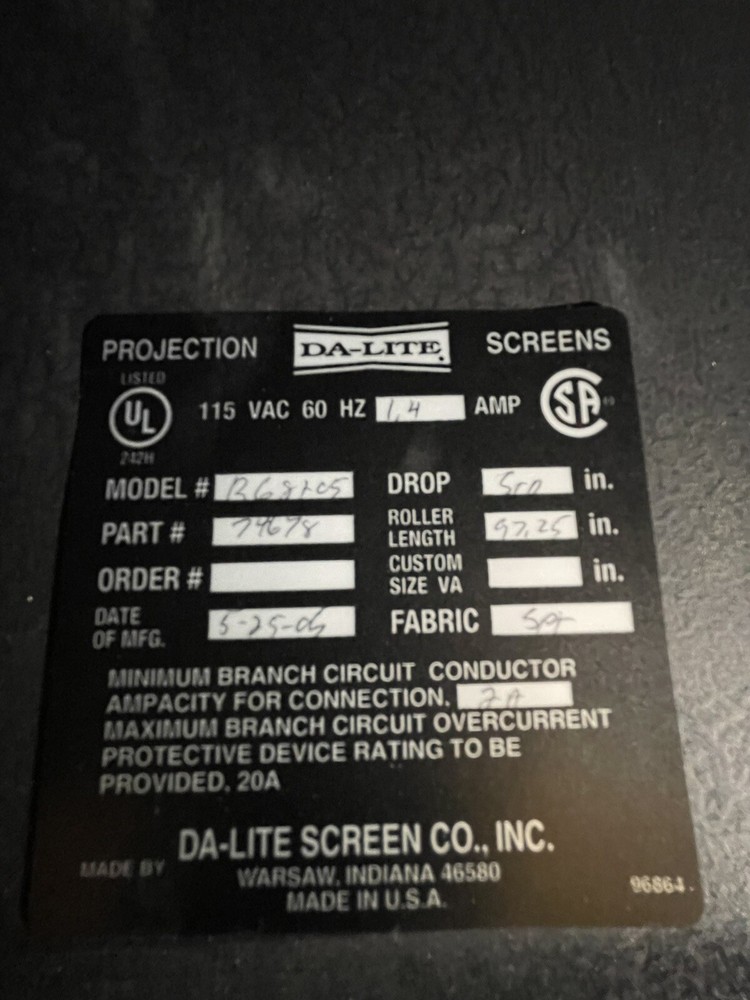 PROJECTION DA-LITE SCREENS
LISTED
UL
242H
115 VAC 60 HZ 1.4 AMP
SA
MODEL #
DROP in.
PART # 74678
ROLLER LENGTH 97.25 in.
ORDER #
CUSTOM SIZE VA in.
DATE OF MFG.
FABRIC
MINIMUM BRANCH CIRCUIT CONDUCTOR
AMPACITY FOR CONNECTION. 2A
MAXIMUM BRANCH CIRCUIT OVERCURRENT
PROTECTIVE DEVICE RATING TO BE
PROVIDED. 20A
DA-LITE SCREEN CO., INC.
MADE BY
WARSAW, INDIANA 46580
MADE IN U.S.A.
96864